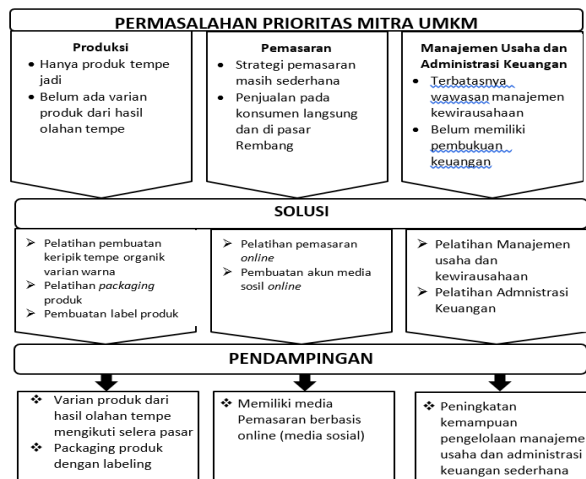 PERMASALAHAN PRIORITAS MITRA UMKM
Produksi
• Hanya produk tempe
jadi
• Belum ada varian
produk dari hasil
olahan tempe
Pemasaran
• Strategi pemasaran
masih sederhana
• Penjualan pada
konsumen langsung
dan di pasar
Rembang
Manajemen Usaha dan
Administrasi Keuangan
• Terbatasnya
wawasan manajemen
kewirausahaan
• Belum memiliki
pembukuan
keuangan
SOLUSI
➢ Pelatihan pembuatan
keripik tempe organik
varian warna
➢ Pelatihan packaging
produk
➢ Pembuatan label produk
➢ Pelatihan pemasaran
online
➢ Pembuatan akun media
sosil online
➢ Pelatihan Manajemen
usaha dan
kewirausahaan
➢ Pelatihan Admnistrasi
Keuangan
PENDAMPINGAN
❖ Varian produk dari
hasil olahan tempe
mengikuti selera pasar
❖ Packaging produk
dengan labeling
❖ Memiliki media
Pemasaran berbasis
online (media sosial)
❖ Peningkatan
kemampuan
pengelolaan manajeme
usaha dan administrasi
keuangan sederhana